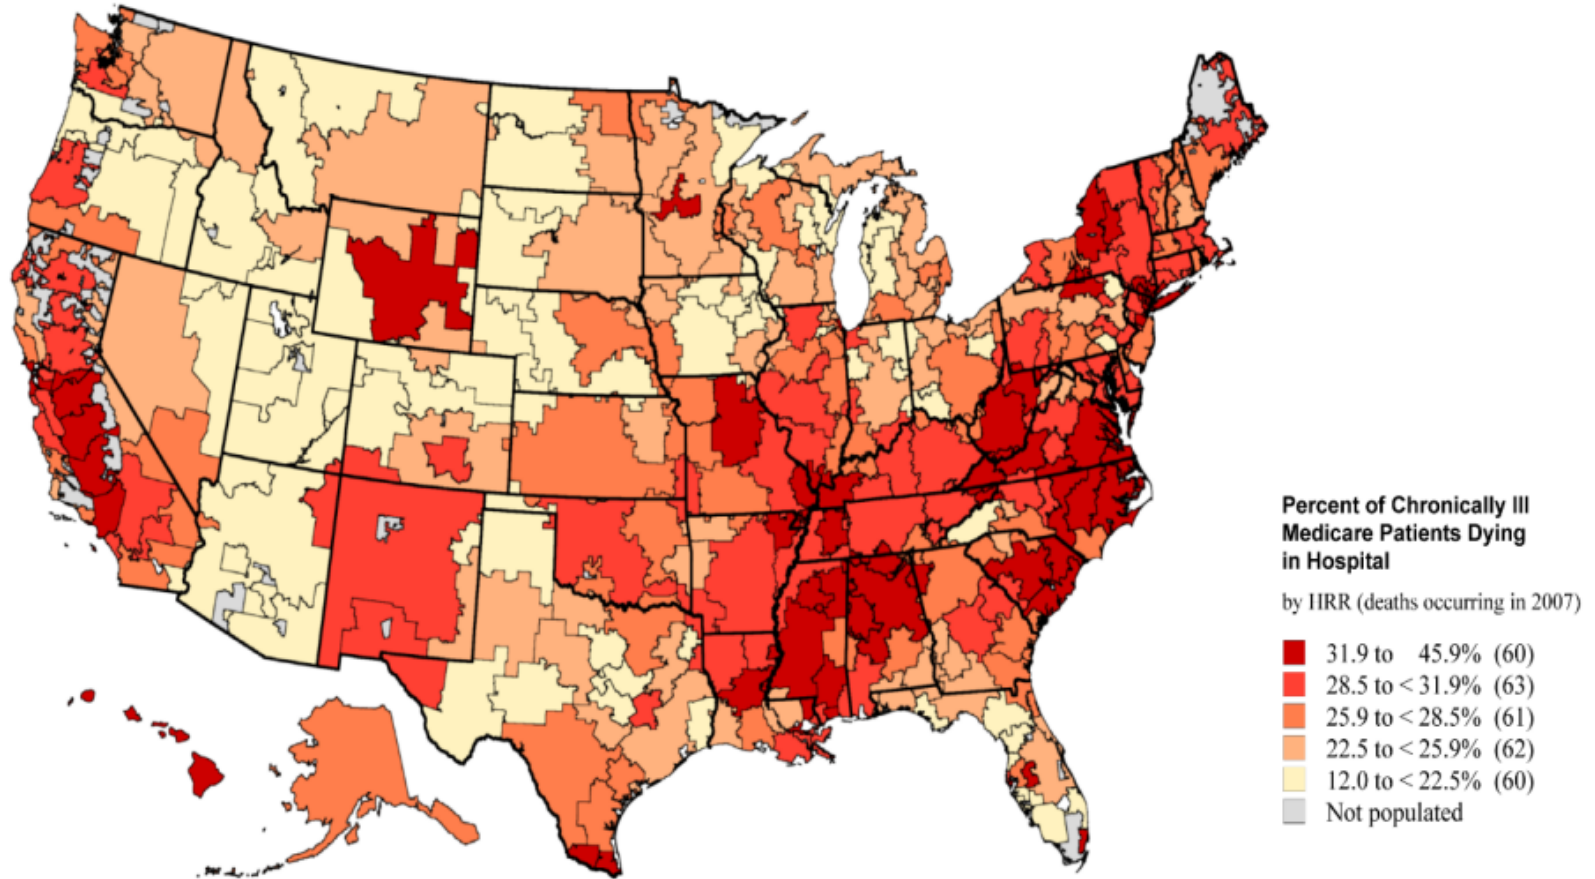 Percent of Chronically Ill
Medicare Patients Dying
in Hospital
by HRR (deaths occurring in 2007)
31.9 to 45.9% (60)
28.5 to < 31.9% (63)
25.9 to < 28.5% (61)
22.5 to < 25.9% (62)
12.0 to < 22.5% (60)
Not populated